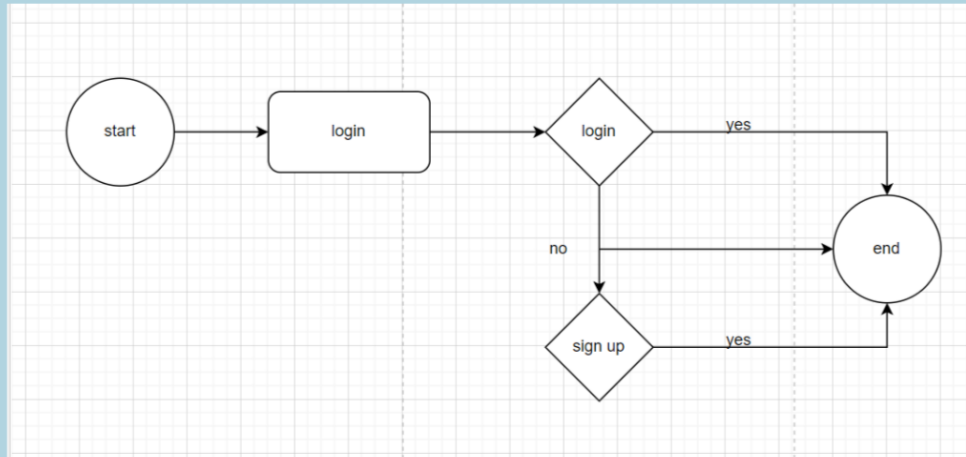 start
login
login
yes
no
end
sign up
yes